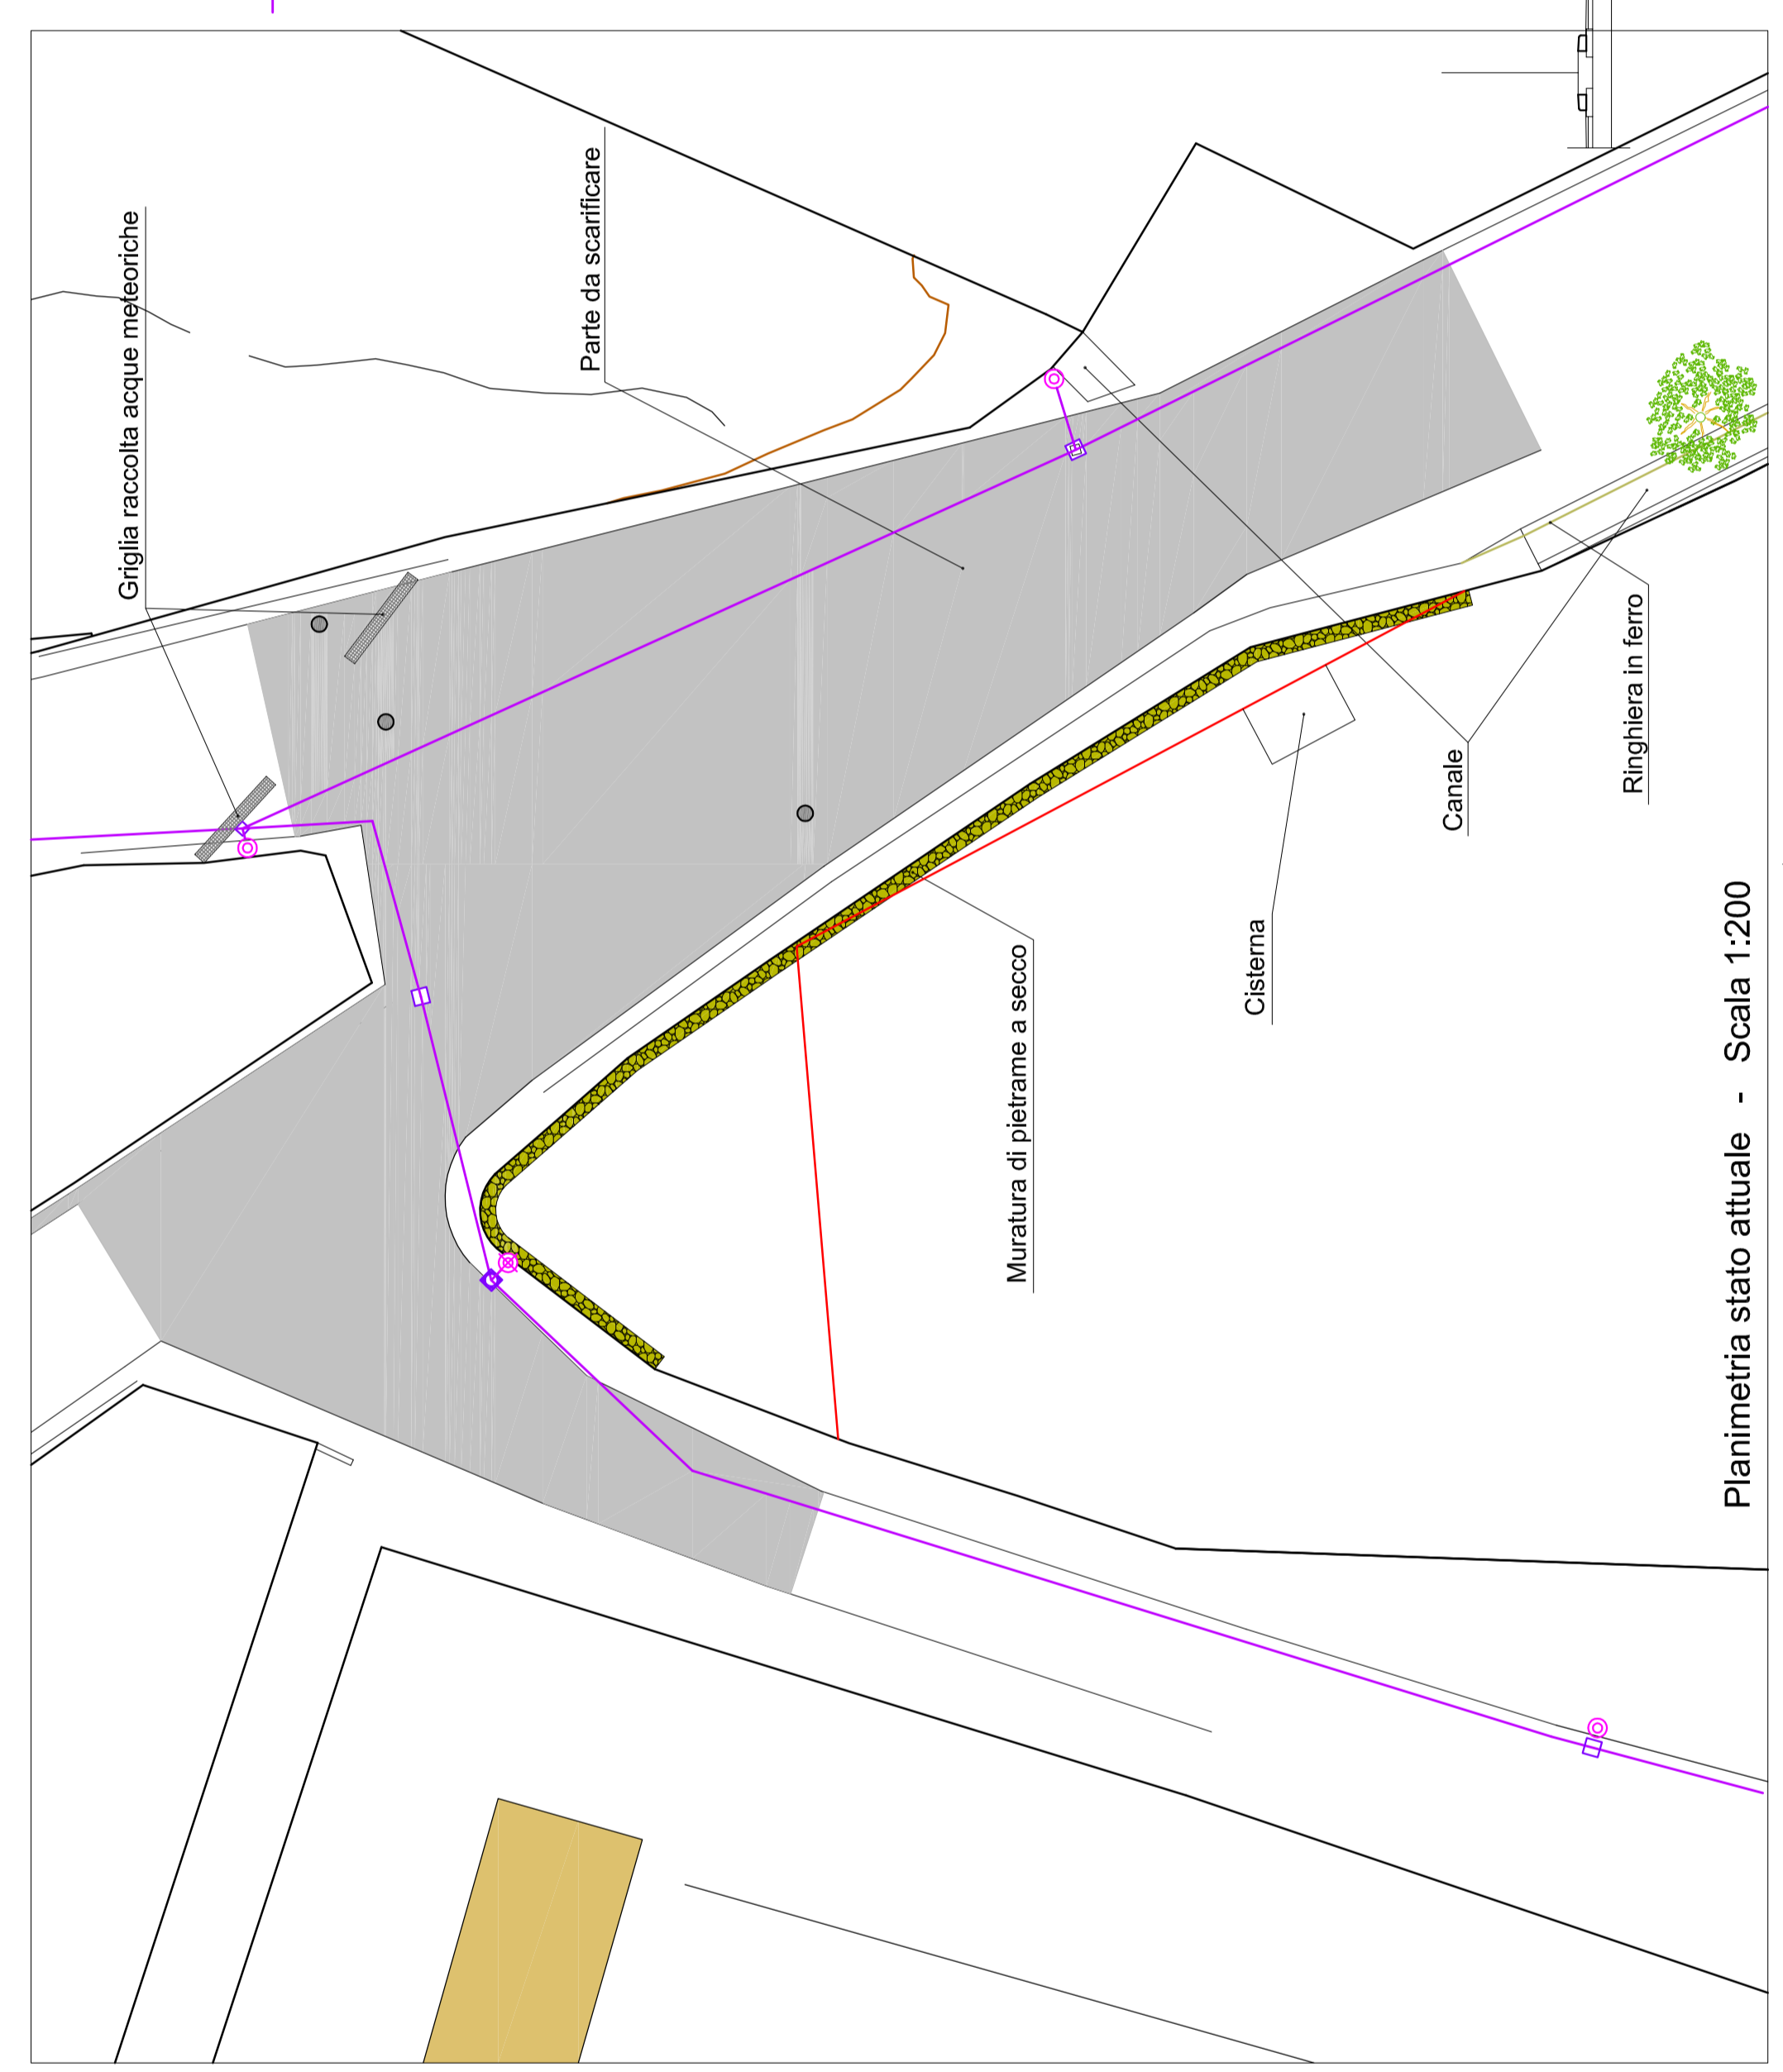 Griglia raccolta acque meteoriche
Parte da scarificare
Muratura di pietrame a secco
Cisterna
Canale
Ringhiera in ferro
Planimetria stato attuale - Scala 1:200